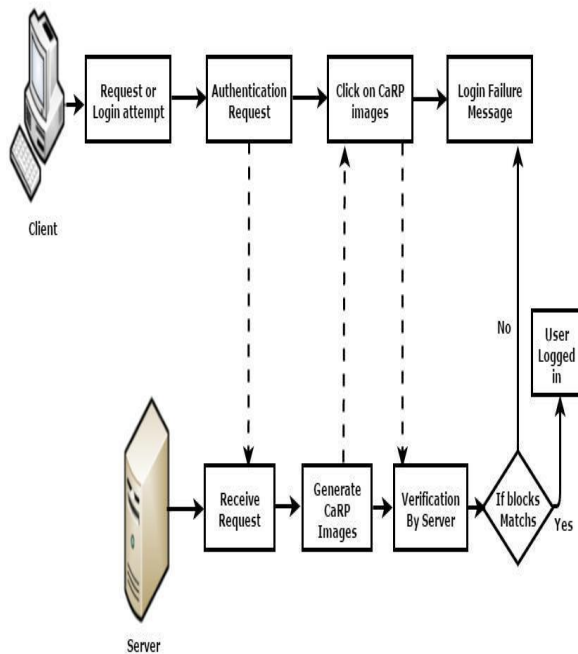 Request or
Login attempt
Authentication
Request
Click on CaRP
images
Login Failure
Message
Client
No
User
Logged
in
Receive
Request
Generate
CaRP
Images
Verification
By Server
If blocks
Matchs
Yes
Server